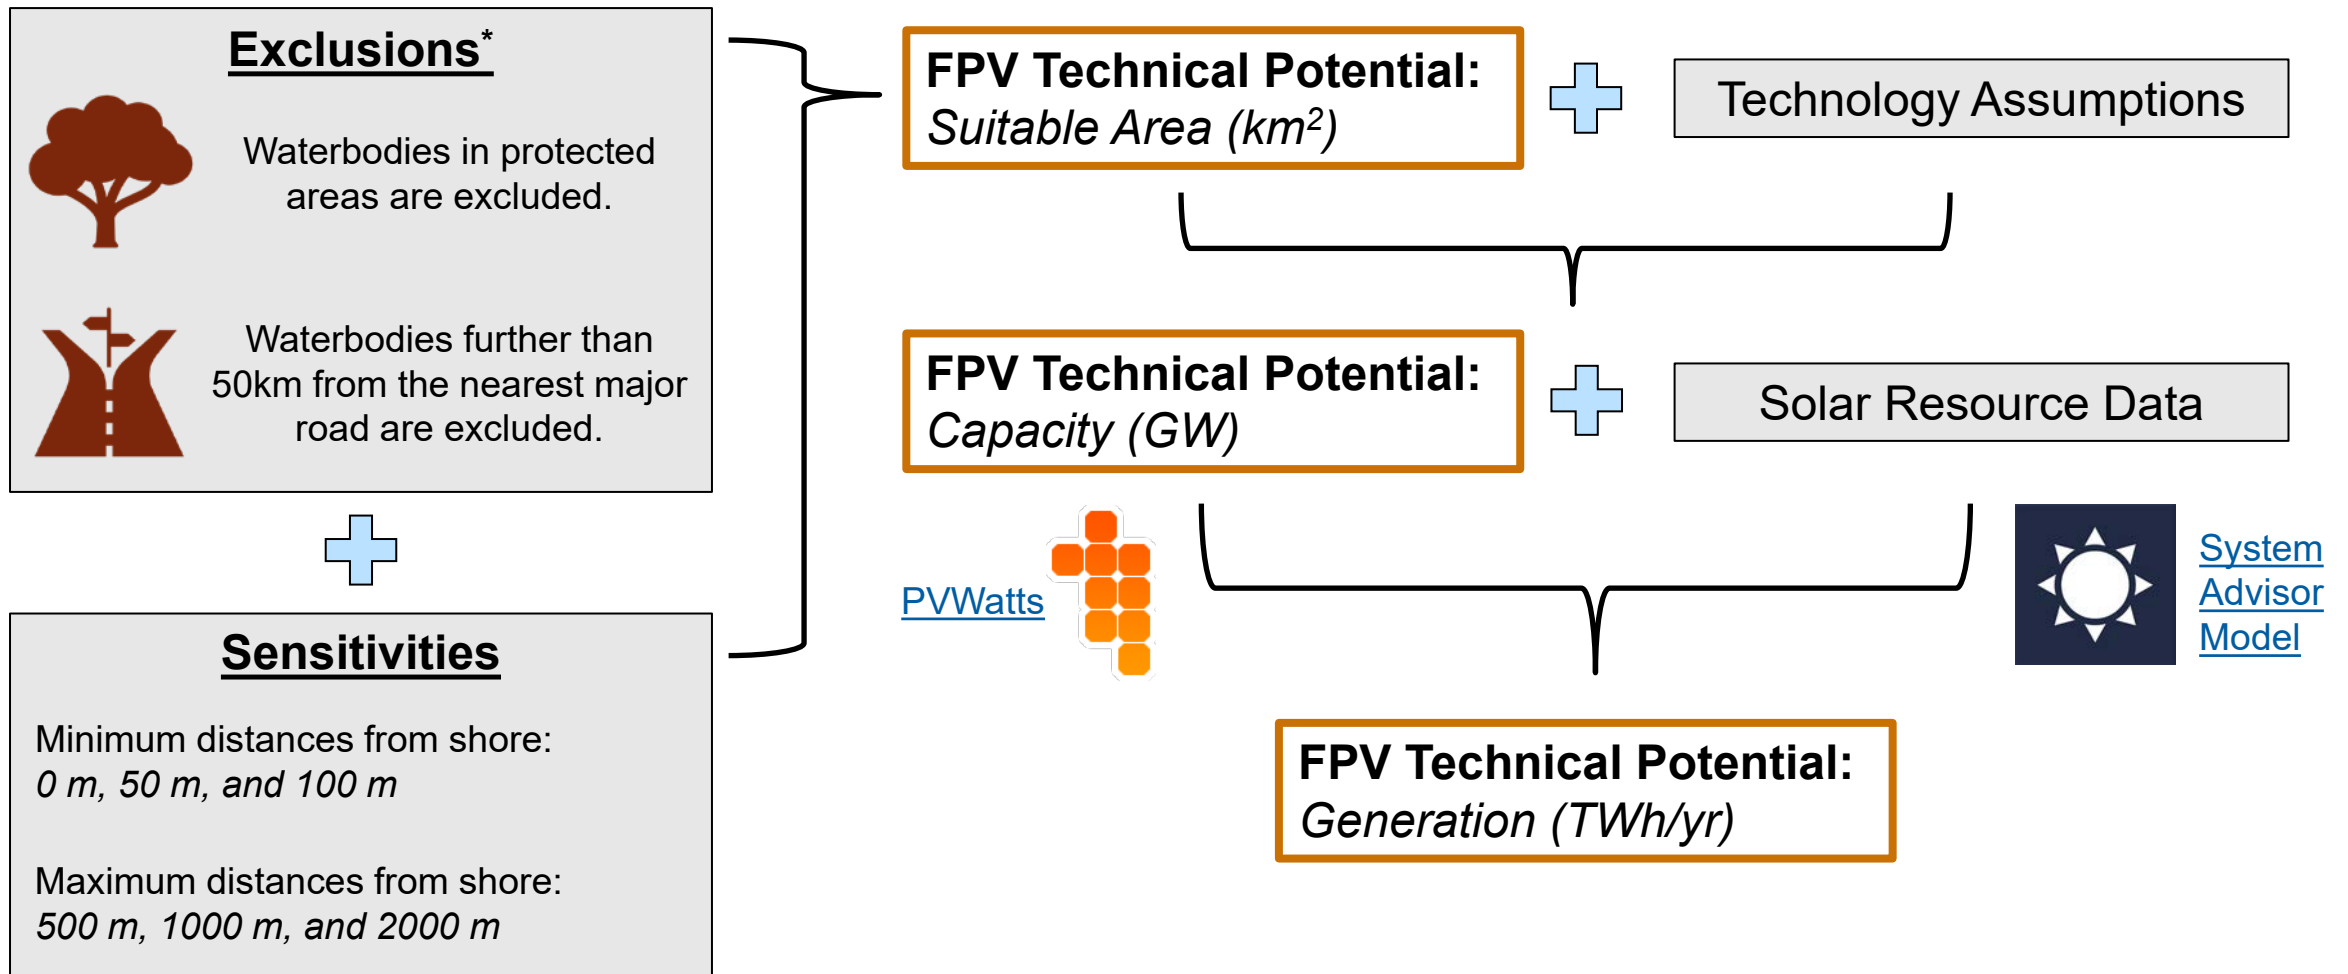 Exclusions*
Waterbodies in protected
areas are excluded.
Waterbodies further than
50km from the nearest major
road are excluded.
Sensitivities
Minimum distances from shore:
0 m, 50 m, and 100 m
Maximum distances from shore:
500 m, 1000 m, and 2000 m
FPV Technical Potential:
Suitable Area (km²)
Technology Assumptions
FPV Technical Potential:
Capacity (GW)
Solar Resource Data
PVWatts
System
Advisor
Model
FPV Technical Potential:
Generation (TWh/yr)